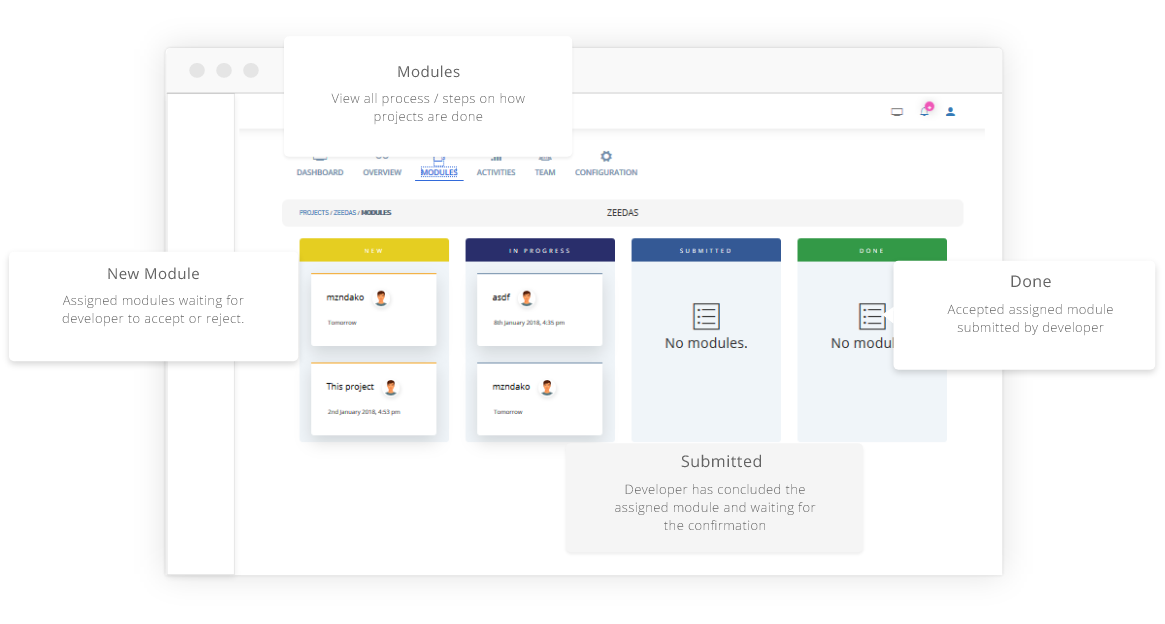 Modules
View all process / steps on how
projects are done
DASHBOARD
OVERVIEW
MODULES
ACTIVITIES
TEAM
CONFIGURATION
PROJECTS / ZEEDAS / MODULES
ZEEDAS
NEW
IN PROGRESS
SUBMITTED
DONE
New Module
Assigned modules waiting for
developer to accept or reject.
mzndako
Tomorrow
This project
2nd January 2018, 4:53 pm
asdf
8th January 2018, 4:35 pm
mzndako
Tomorrow
No modules.
No modul
Done
Accepted assigned module
submitted by developer
Submitted
Developer has concluded the
assigned module and waiting for
the confirmation